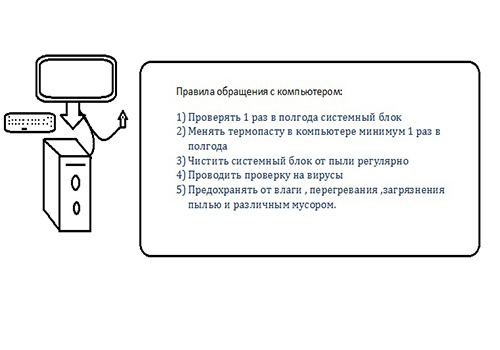 Правила обращения с компьютером:
1) Проверять 1 раз в полгода системный блок
2) Менять термопасту в компьютере минимум 1 раз в
полгода
3) Чистить системный блок от пыли регулярно
4) Проводить проверку на вирусы
5) Предохранять от влаги , перегревания ,загрязнения
пылью и различным мусором.